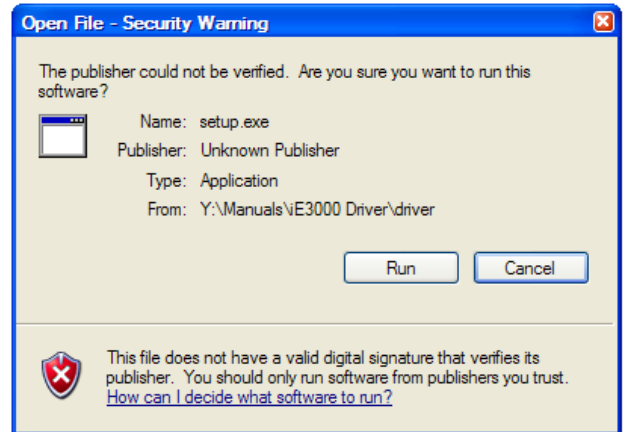 Open File - Security Warning
The publisher could not be verified.  Are you sure you want to run this
software?
Name: setup.exe
Publisher: Unknown Publisher
Type: Application
From: Y:\Manuals\iE3000 Driver\driver
Run Cancel
This file does not have a valid digital signature that verifies its
publisher.  You should only run software from publishers you trust.
How can I decide what software to run?